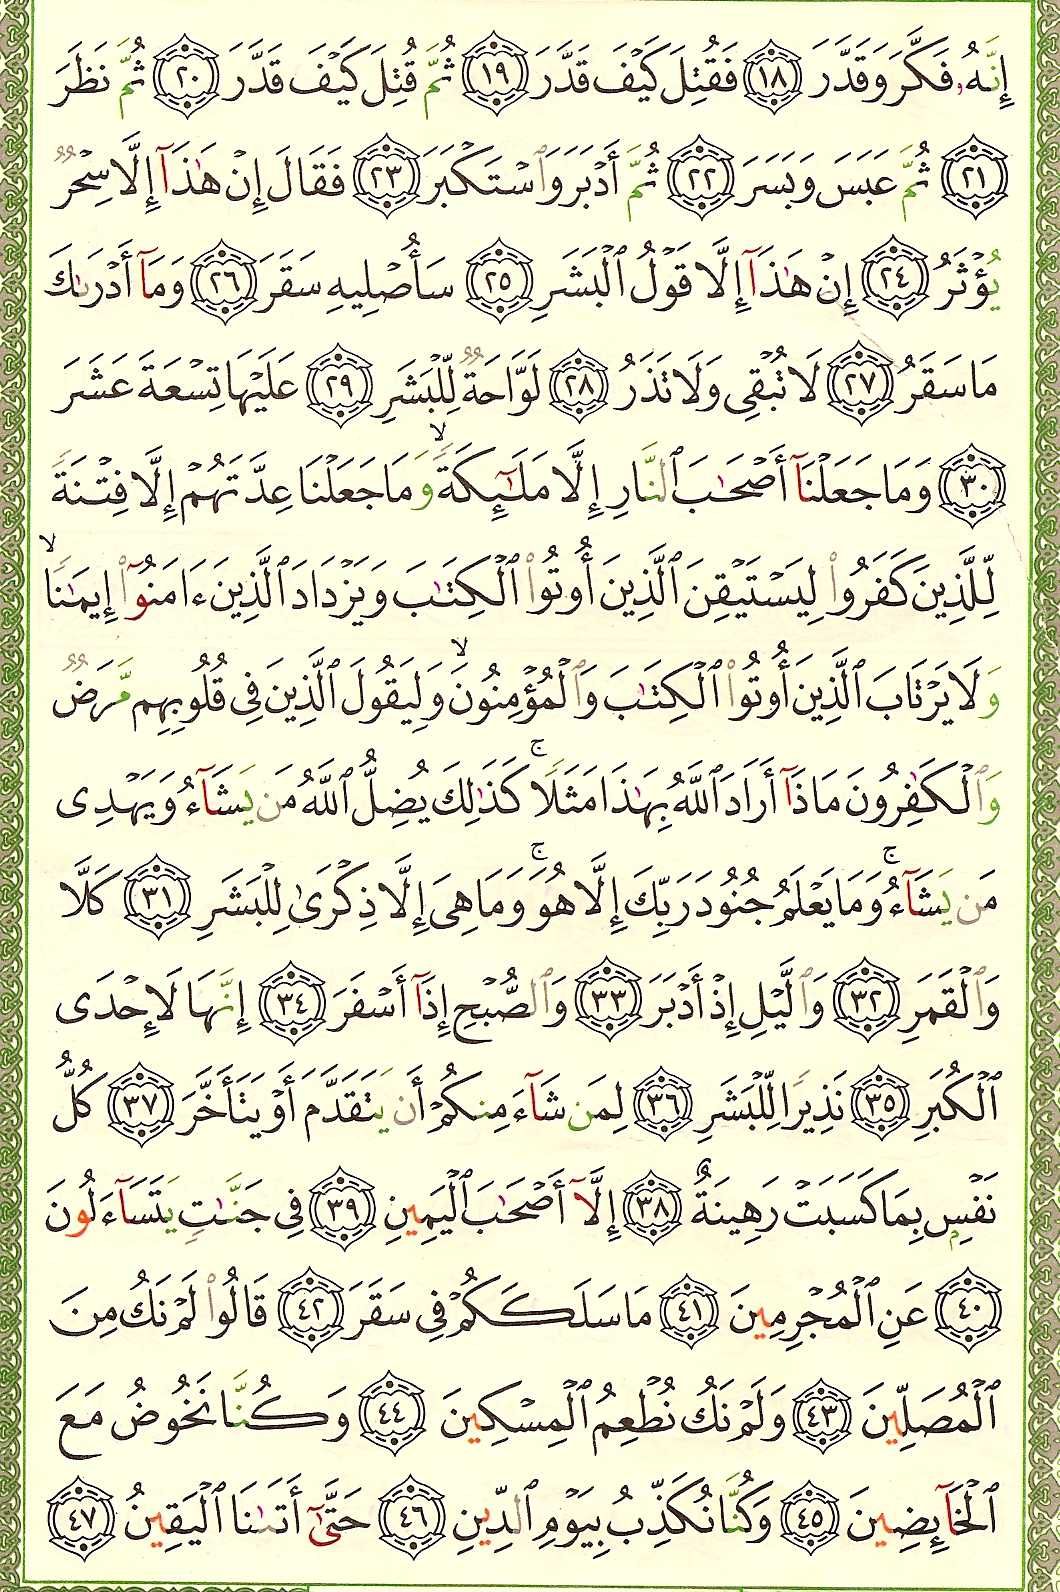 إِنَّهُۥ فَكَّرَ وَقَدَّرَ ١٨ فَقُتِلَ كَيْفَ قَدَّرَ ١٩ ثُمَّ قُتِلَ كَيْفَ قَدَّرَ ٢٠ ثُمَّ نَظَرَ
٢١ ثُمَّ عَبَسَ وَبَسَرَ ٢٢ ثُمَّ أَدْبَرَ وَٱسْتَكْبَرَ ٢٣ فَقَالَ إِنْ هَٰذَآ إِلَّا سِحْرٌ
يُؤْثَرُ ٢٤ إِنْ هَٰذَآ إِلَّا قَوْلُ ٱلْبَشَرِ ٢٥ سَأُصْلِيهِ سَقَرَ ٢٦ وَمَآ أَدْرَىٰكَ
مَا سَقَرُ ٢٧ لَا تُبْقِى وَلَا تَذَرُ ٢٨ لَوَّاحَةٌ لِّلْبَشَرِ ٢٩ عَلَيْهَا تِسْعَةَ عَشَرَ
٣٠ وَمَا جَعَلْنَآ أَصْحَٰبَ ٱلنَّارِ إِلَّا مَلَٰٓئِكَةً ۙ وَمَا جَعَلْنَا عِدَّتَهُمْ إِلَّا فِتْنَةً
لِّلَّذِينَ كَفَرُوا۟ لِيَسْتَيْقِنَ ٱلَّذِينَ أُوتُوا۟ ٱلْكِتَٰبَ وَيَزْدَادَ ٱلَّذِينَ ءَامَنُوٓا۟ إِيمَٰنًا ۙ
وَلَا يَرْتَابَ ٱلَّذِينَ أُوتُوا۟ ٱلْكِتَٰبَ وَٱلْمُؤْمِنُونَ ۙ وَلِيَقُولَ ٱلَّذِينَ فِى قُلُوبِهِم مَّرَضٌ
وَٱلْكَٰفِرُونَ مَاذَآ أَرَادَ ٱللَّهُ بِهَٰذَا مَثَلًا ۚ كَذَٰلِكَ يُضِلُّ ٱللَّهُ مَن يَشَآءُ وَيَهْدِى
مَن يَشَآءُ ۚ وَمَا يَعْلَمُ جُنُودَ رَبِّكَ إِلَّا هُوَ ۚ وَمَا هِىَ إِلَّا ذِكْرَىٰ لِلْبَشَرِ ٣١ كَلَّا
وَٱلْقَمَرِ ٣٢ وَٱلَّيْلِ إِذْ أَدْبَرَ ٣٣ وَٱلصُّبْحِ إِذَآ أَسْفَرَ ٣٤ إِنَّهَا لَإِحْدَى
ٱلْكُبَرِ ٣٥ نَذِيرًا لِّلْبَشَرِ ٣٦ لِمَن شَآءَ مِنكُمْ أَن يَتَقَدَّمَ أَوْ يَتَأَخَّرَ ٣٧ كُلُّ
نَفْسٍۭ بِمَا كَسَبَتْ رَهِينَةٌ ٣٨ إِلَّآ أَصْحَٰبَ ٱلْيَمِينِ ٣٩ فِى جَنَّٰتٍ يَتَسَآءَلُونَ
٤٠ عَنِ ٱلْمُجْرِمِينَ ٤١ مَا سَلَكَكُمْ فِى سَقَرَ ٤٢ قَالُوا۟ لَمْ نَكُ مِنَ
ٱلْمُصَلِّينَ ٤٣ وَلَمْ نَكُ نُطْعِمُ ٱلْمِسْكِينَ ٤٤ وَكُنَّا نَخُوضُ مَعَ
ٱلْخَآئِضِينَ ٤٥ وَكُنَّا نُكَذِّبُ بِيَوْمِ ٱلدِّينِ ٤٦ حَتَّىٰٓ أَتَىٰنَا ٱلْيَقِينُ ٤٧